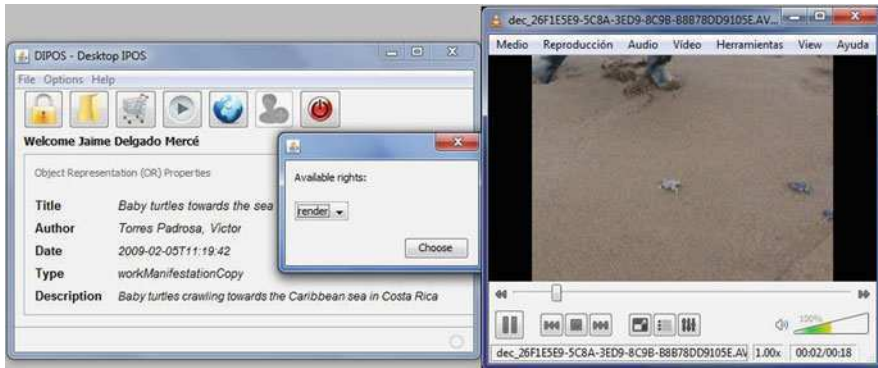 DIPOS - Desktop IPOS
File Options Help
Welcome Jaime Delgado Mercé
Object Representation (OR) Properties
Title Baby turtles towards the sea
Author Torres Padrosa, Victor
Date 2009-02-05T11:19:42
Type workManifestationCopy
Description Baby turtles crawling towards the Caribbean sea in Costa Rica
Available rights:
render
Choose
dec_26F1E5E9-5C8A-3ED9-8C9B-B8B78DD9105E.AV...
Medio Reproducción Audio Vídeo Herramientas View Ayuda
100%
dec_26F1E5E9-5C8A-3ED9-8C9B-B8B78DD9105E.AV 1.00x 00:02/00:18